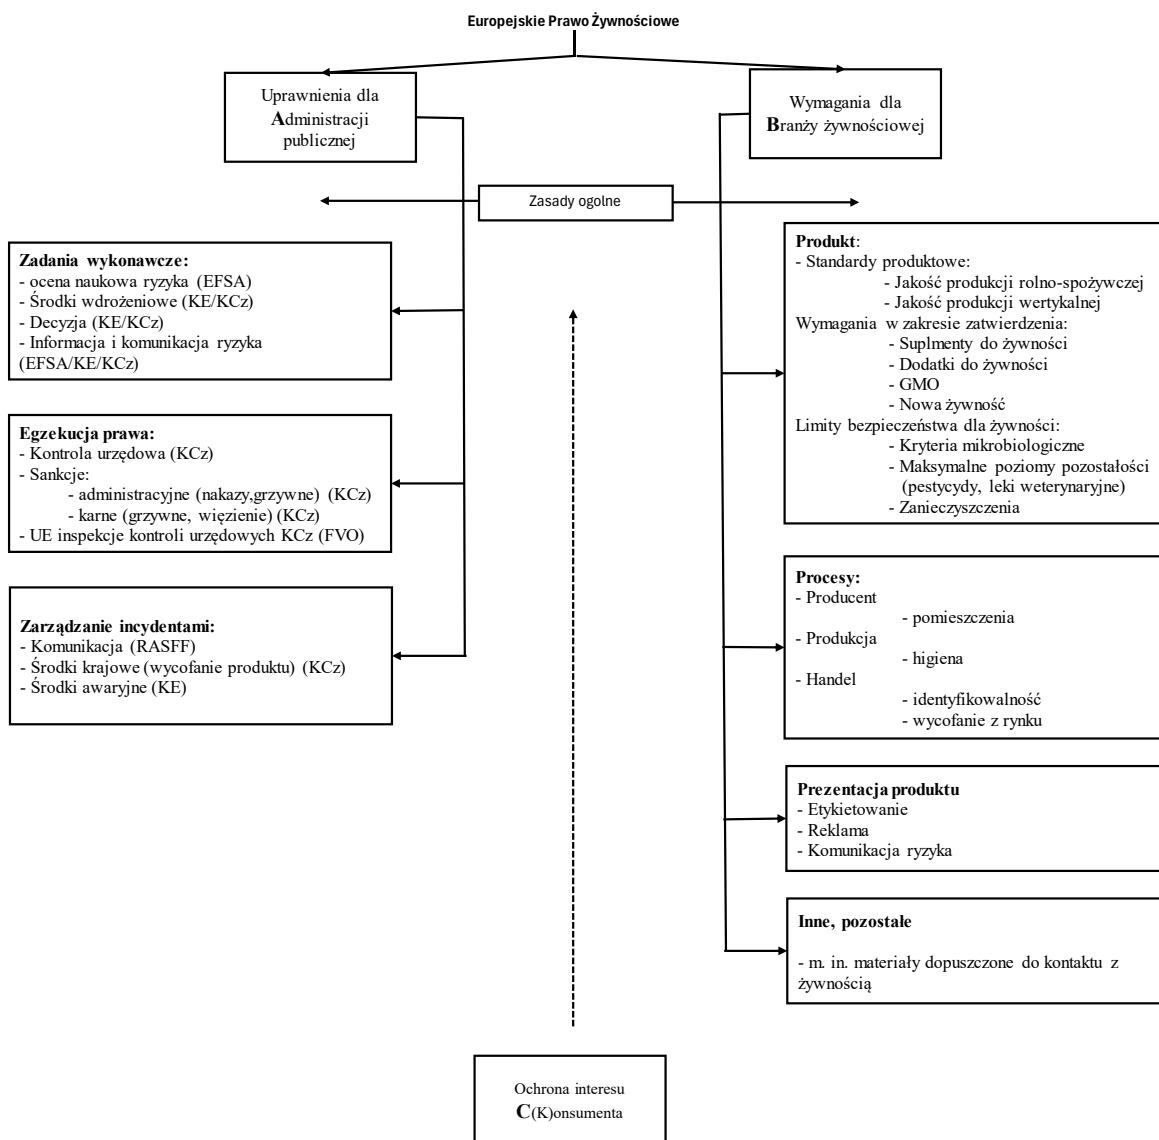 Europejskie Prawo Żywnościowe
Uprawnienia dla
Administracji
publicznej
Wymagania dla
Branży żywnościowej
Zasady ogolne
Zadania wykonawcze:
- ocena naukowa ryzyka (EFSA)
- Środki wdrożeniowe (KE/KCz)
- Decyzja (KE/KCz)
- Informacja i komunikacja ryzyka
(EFSA/KE/KCz)
Egzekucja prawa:
- Kontrola urzędowa (KCz)
- Sankcje:
- administracyjne (nakazy,grzywne) (KCz)
- karne (grzywne, więzienie) (KCz)
- UE inspekcje kontroli urzędowych KCz (FVO)
Zarządzanie incydentami:
- Komunikacja (RASFF)
- Środki krajowe (wycofanie produktu) (KCz)
- Środki awaryjne (KE)
Produkt:
- Standardy produktowe:
- Jakość produkcji rolno-spożywczej
- Jakość produkcji wertykalnej
Wymagania w zakresie zatwierdzenia:
- Suplmenty do żywności
- Dodatki do żywności
- GMO
- Nowa żywność
Limity bezpieczeństwa dla żywności:
- Kryteria mikrobiologiczne
- Maksymalne poziomy pozostałości
(pestycydy, leki weterynaryjne)
- Zanieczyszczenia
Procesy:
- Producent
- pomieszczenia
- Produkcja
- higiena
- Handel
- identyfikowalność
- wycofanie z rynku
Prezentacja produktu
- Etykietowanie
- Reklama
- Komunikacja ryzyka
Inne, pozostałe
- m. in. materiały dopuszczone do kontaktu z
żywnością
Ochrona interesu
C(K)onsumenta